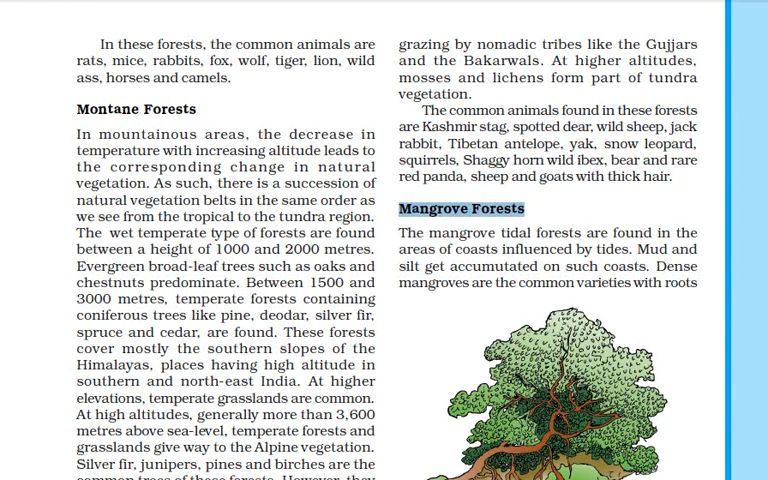 In these forests, the common animals are
rats, mice, rabbits, fox, wolf, tiger, lion, wild
ass, horses and camels.
Montane Forests
In mountainous areas, the decrease in
temperature with increasing altitude leads to
the corresponding change in natural
vegetation. As such, there is a succession of
natural vegetation belts in the same order as
we see from the tropical to the tundra region.
The wet temperate type of forests are found
between a height of 1000 and 2000 metres.
Evergreen broad-leaf trees such as oaks and
chestnuts predominate. Between 1500 and
3000 metres, temperate forests containing
coniferous trees like pine, deodar, silver fir,
spruce and cedar, are found. These forests
cover mostly the southern slopes of the
Himalayas, places having high altitude in
southern and north-east India. At higher
elevations, temperate grasslands are common.
At high altitudes, generally more than 3,600
metres above sea-level, temperate forests and
grasslands give way to the Alpine vegetation.
Silver fir, junipers, pines and birches are the
common trees of these forests. However, they
grazing by nomadic tribes like the Gujjars
and the Bakarwals. At higher altitudes,
mosses and lichens form part of tundra
vegetation.
The common animals found in these forests
are Kashmir stag, spotted dear, wild sheep, jack
rabbit, Tibetan antelope, yak, snow leopard,
squirrels, Shaggy horn wild ibex, bear and rare
red panda, sheep and goats with thick hair.
Mangrove Forests
The mangrove tidal forests are found in the
areas of coasts influenced by tides. Mud and
silt get accumutated on such coasts. Dense
mangroves are the common varieties with roots